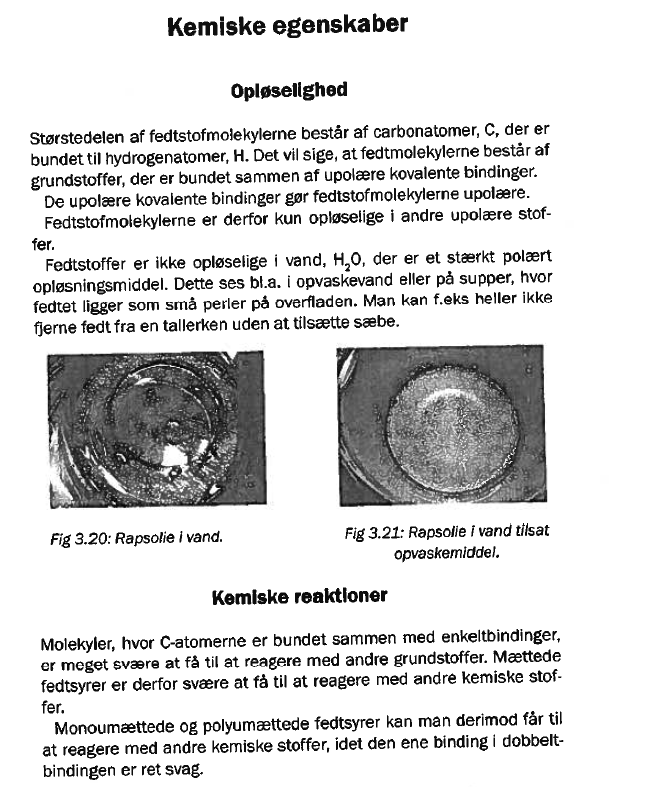 Kemiske egenskaber
Opløselighed
Størstedelen af fedtstofmolekylerne består af carbonatomer, C, der er
bundet til hydrogenatomer, H. Det vil sige, at fedtmolekylerne består af
grundstoffer, der er bundet sammen af upolære kovalente bindinger.
De upolære kovalente bindinger gør fedtstofmolekylerne upolære.
Fedtstofmolekylerne er derfor kun opløselige i andre upolære stof-
fer.
Fedtstoffer er ikke opløselige i vand, H₂O, der er et stærkt polært
opløsningsmiddel. Dette ses bl.a. i opvaskevand eller på supper, hvor
fedtet ligger som små perler på overfladen. Man kan f.eks heller ikke
fjerne fedt fra en tallerken uden at tilsætte sæbe.
Fig 3.20: Rapsolie i vand.
Fig 3.21: Rapsolie i vand tilsat
opvaskemiddel.
Kemiske reaktioner
Molekyler, hvor C-atomerne er bundet sammen med enkeltbindinger,
er meget svære at få til at reagere med andre grundstoffer. Mættede
fedtsyrer er derfor svære at få til at reagere med andre kemiske stof-
fer.
Monoumættede og polyumættede fedtsyrer kan man derimod får til
at reagere med andre kemiske stoffer, idet den ene binding i dobbelt-
bindingen er ret svag.